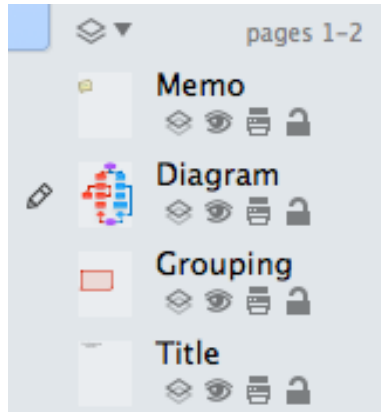 pages 1–2
Memo
Diagram
Grouping
Title